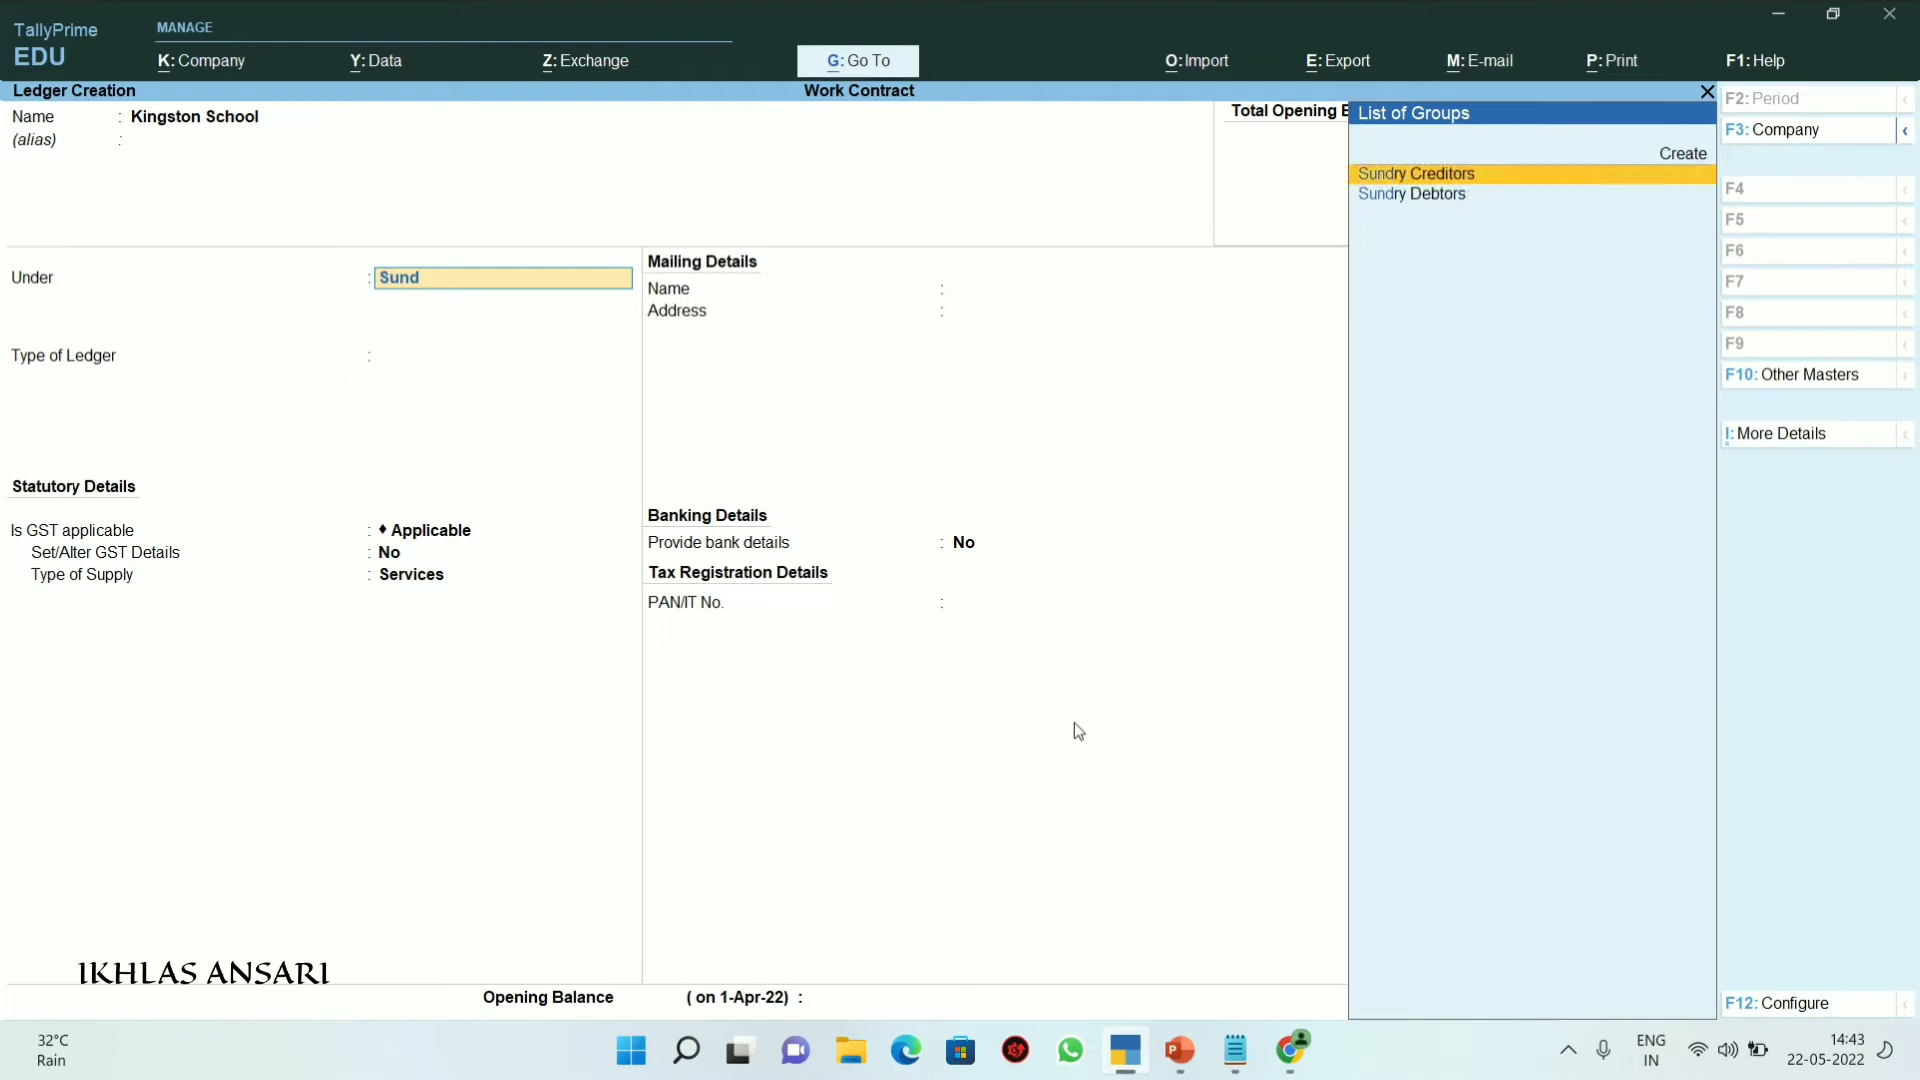 TallyPrime
EDU
MANAGE
K: Company
Y: Data
Z: Exchange
G: Go To
O: Import
E: Export
M: E-mail
P: Print
F1: Help
Ledger Creation
Work Contract
Name : Kingston School
(alias) :
Total Opening B
List of Groups
Create
Sundry Creditors
Sundry Debtors
Under : Sund
Type of Ledger :
Mailing Details
Name :
Address :
Statutory Details
Is GST applicable : ♦ Applicable
Set/Alter GST Details : No
Type of Supply : Services
Banking Details
Provide bank details : No
Tax Registration Details
PAN/IT No. :
F2: Period
F3: Company
F4
F5
F6
F7
F8
F9
F10: Other Masters
I: More Details
F12: Configure
IKHLAS ANSARI
Opening Balance ( on 1-Apr-22) :
32°C
Rain
ENG
IN
14:43
22-05-2022